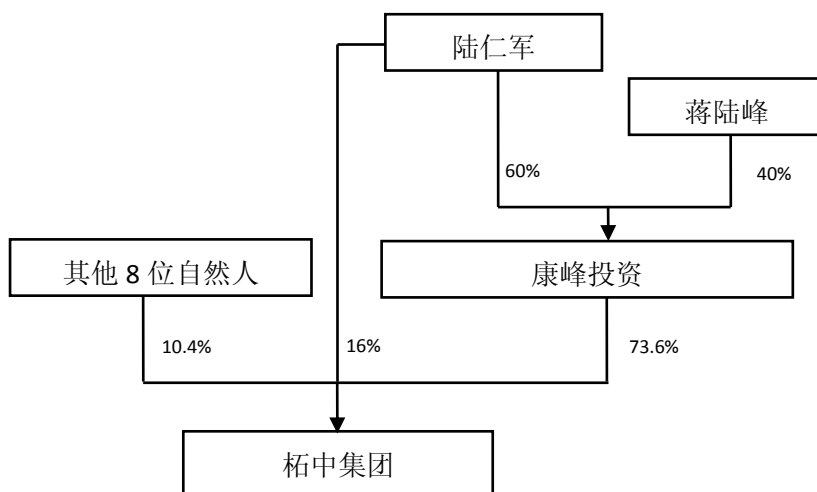 陆仁军
蒋陆峰
60%
40%
其他 8 位自然人
康峰投资
10.4%
16%
73.6%
柘中集团